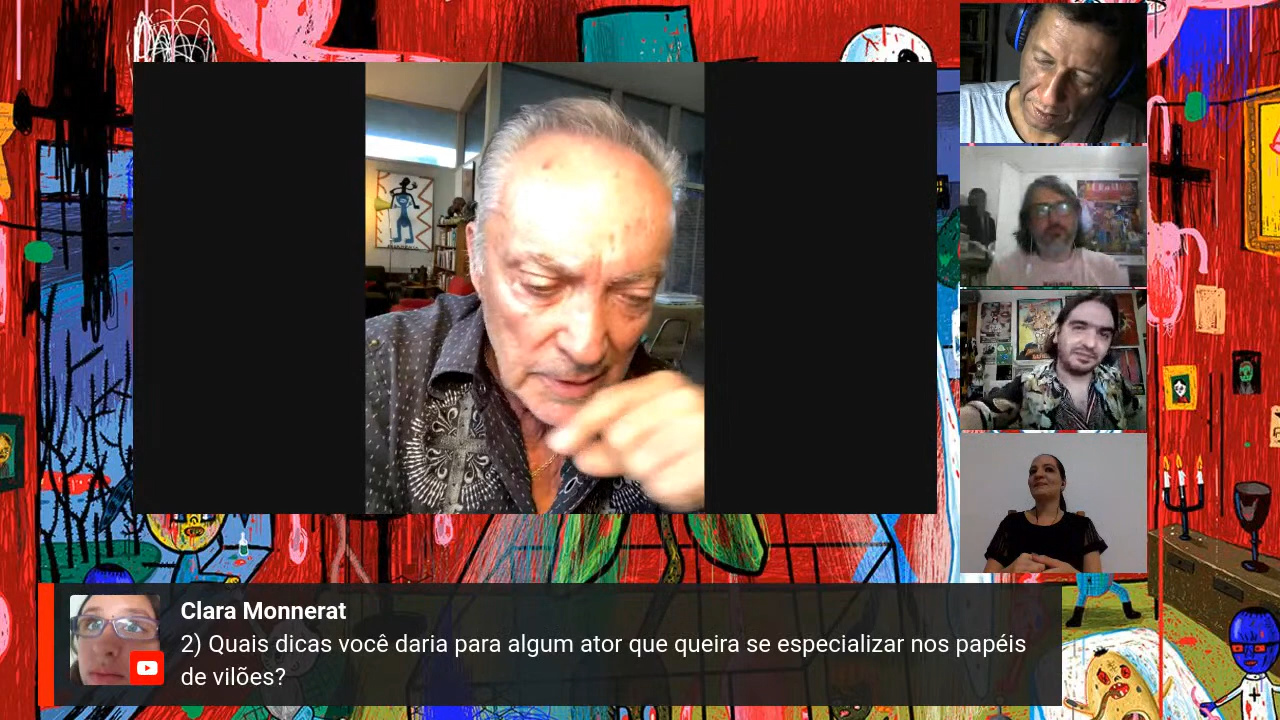 Clara Monnerat
2) Quais dicas você daria para algum ator que queira se especializar nos papéis
de vilões?